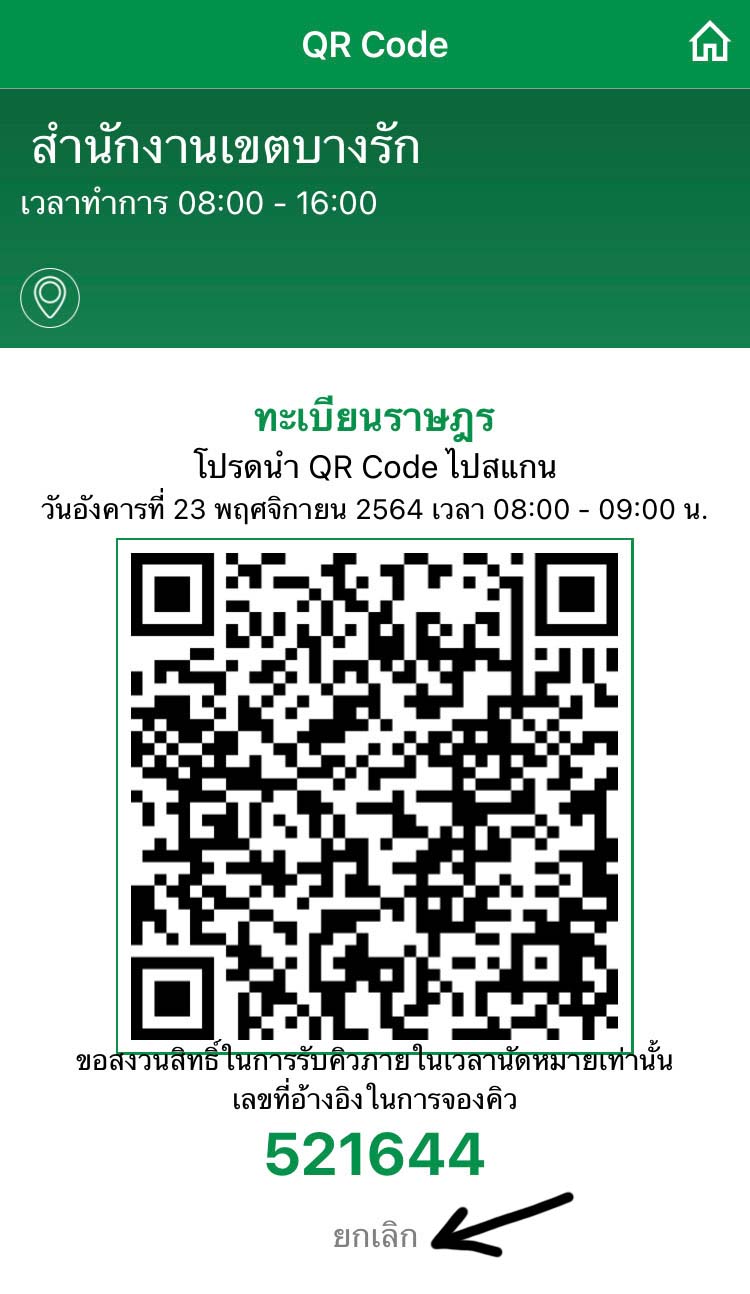 QR Code
สำนักงานเขตบางรัก
เวลาทำการ 08:00 - 16:00
ทะเบียนราษฎร
โปรดนำ QR Code ไปสแกน
วันอังคารที่ 23 พฤศจิกายน 2564 เวลา 08:00 - 09:00 น.
ขอสงวนสิทธิ์ในการรับคิวภายในเวลานัดหมายเท่านั้น
เลขที่อ้างอิงในการจองคิว
521644
ยกเลิก